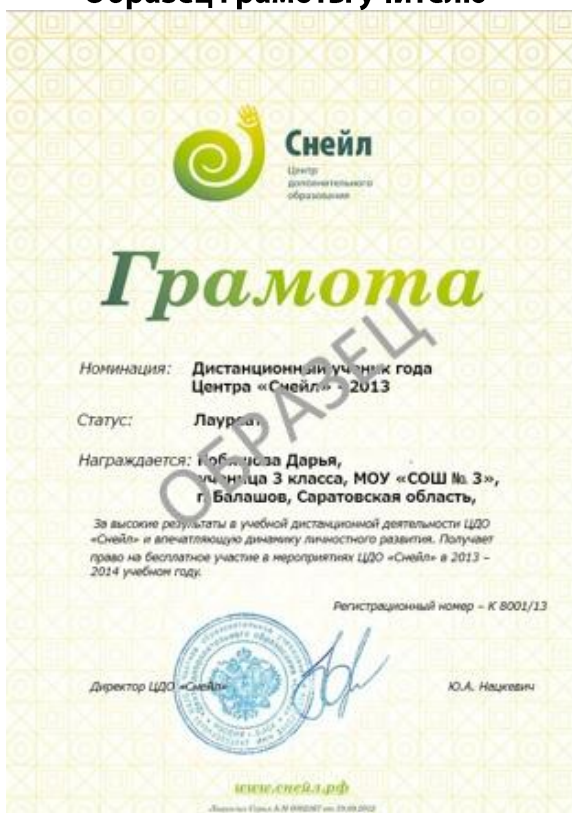 Образец грамоты учителю
Снейл
Центр
дополнительного
образования
Грамота
Номинация: Дистанционный ученик года
Центра «Снейл» - 2013
Статус: Лауреат
ОБРАЗЕЦ
Награждается: Дарья,
ученица 3 класса, МОУ «СОШ № 3»,
г. Балашов, Саратовская область,
За высокие результаты в учебной дистанционной деятельности ЦДО
«Снейл» и впечатляющую динамику личностного развития. Получает
право на бесплатное участие в мероприятиях ЦДО «Снейл» в 2013 –
2014 учебном году.
Регистрационный номер – К 8001/13
Директор ЦДО «Снейл» Ю.А. Нацкевич
www.снейл.рф